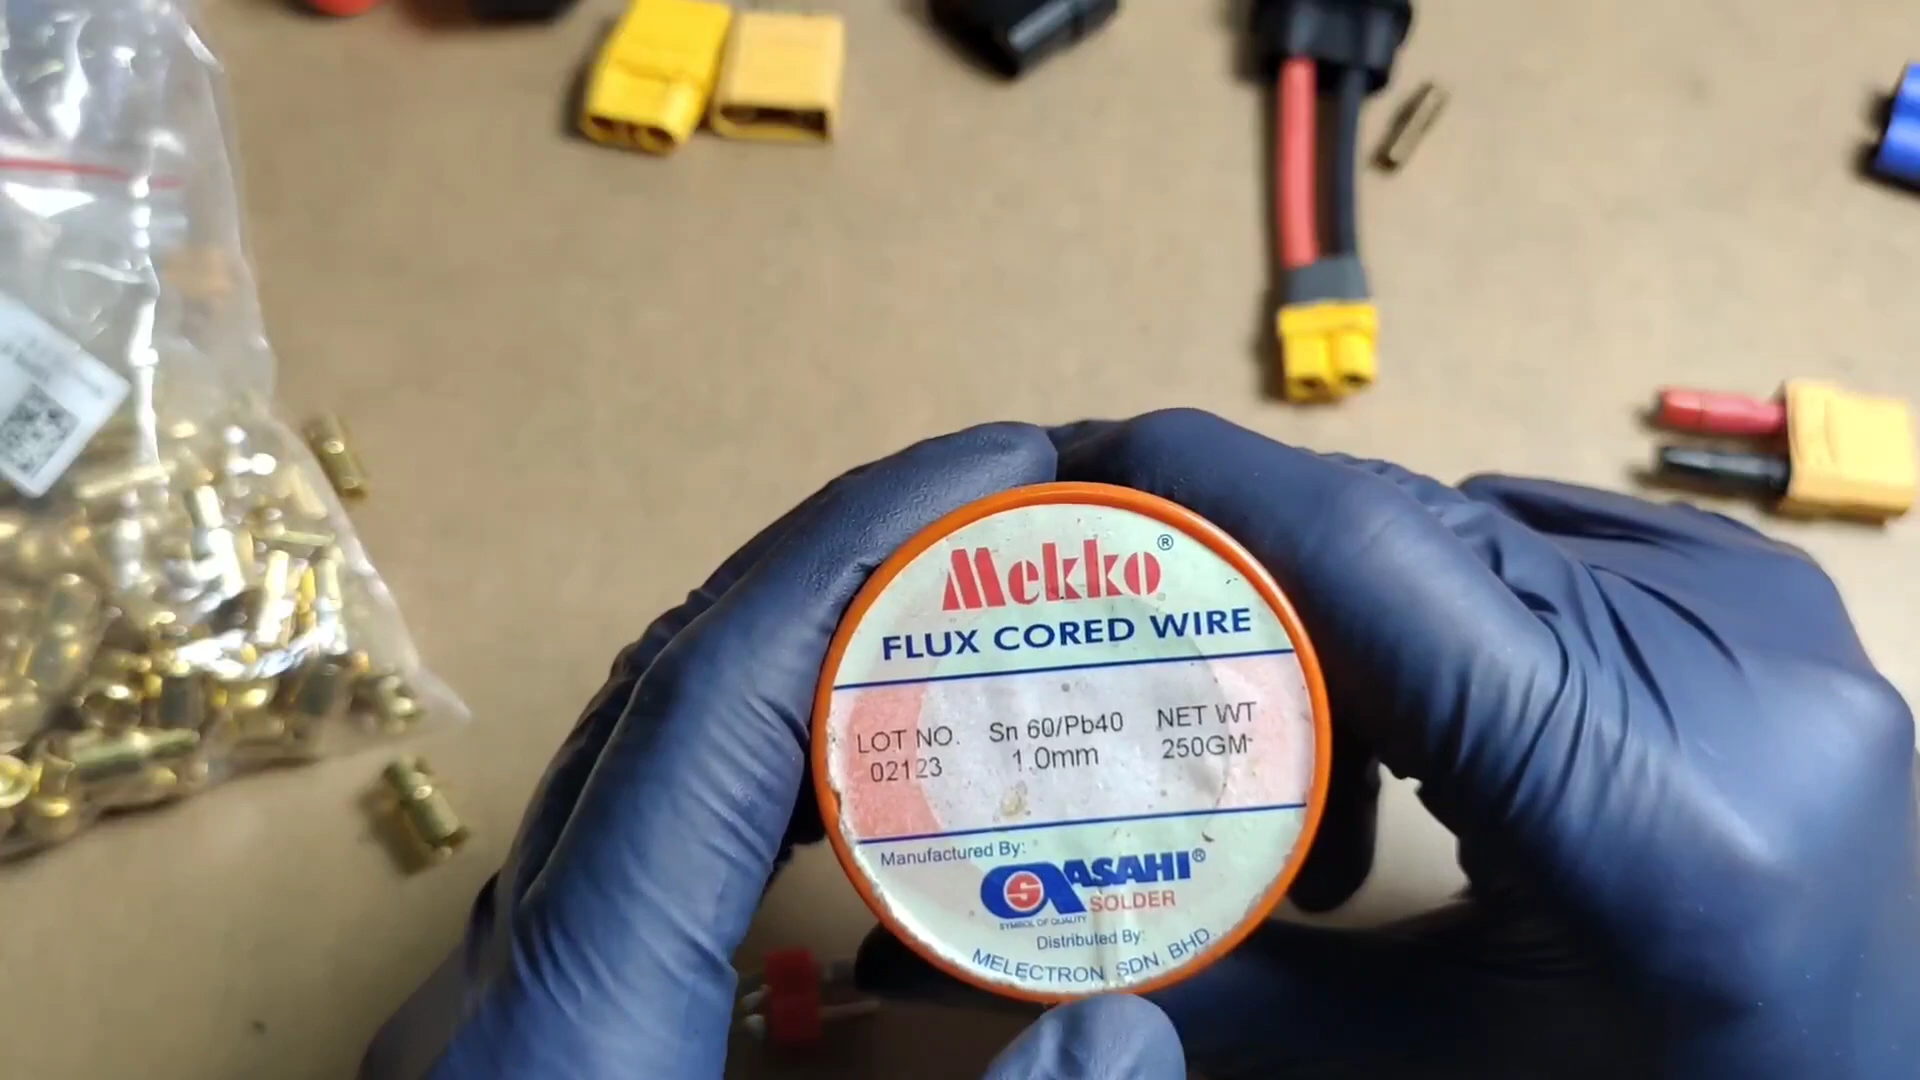 Mekko®
FLUX CORED WIRE
LOT NO. Sn 60/Pb40 NET WT
02123 1.0mm 250GM
Manufactured By:
ASAHI®
SOLDER
SYMBOL OF QUALITY
Distributed By:
MELECTRON SDN. BHD.